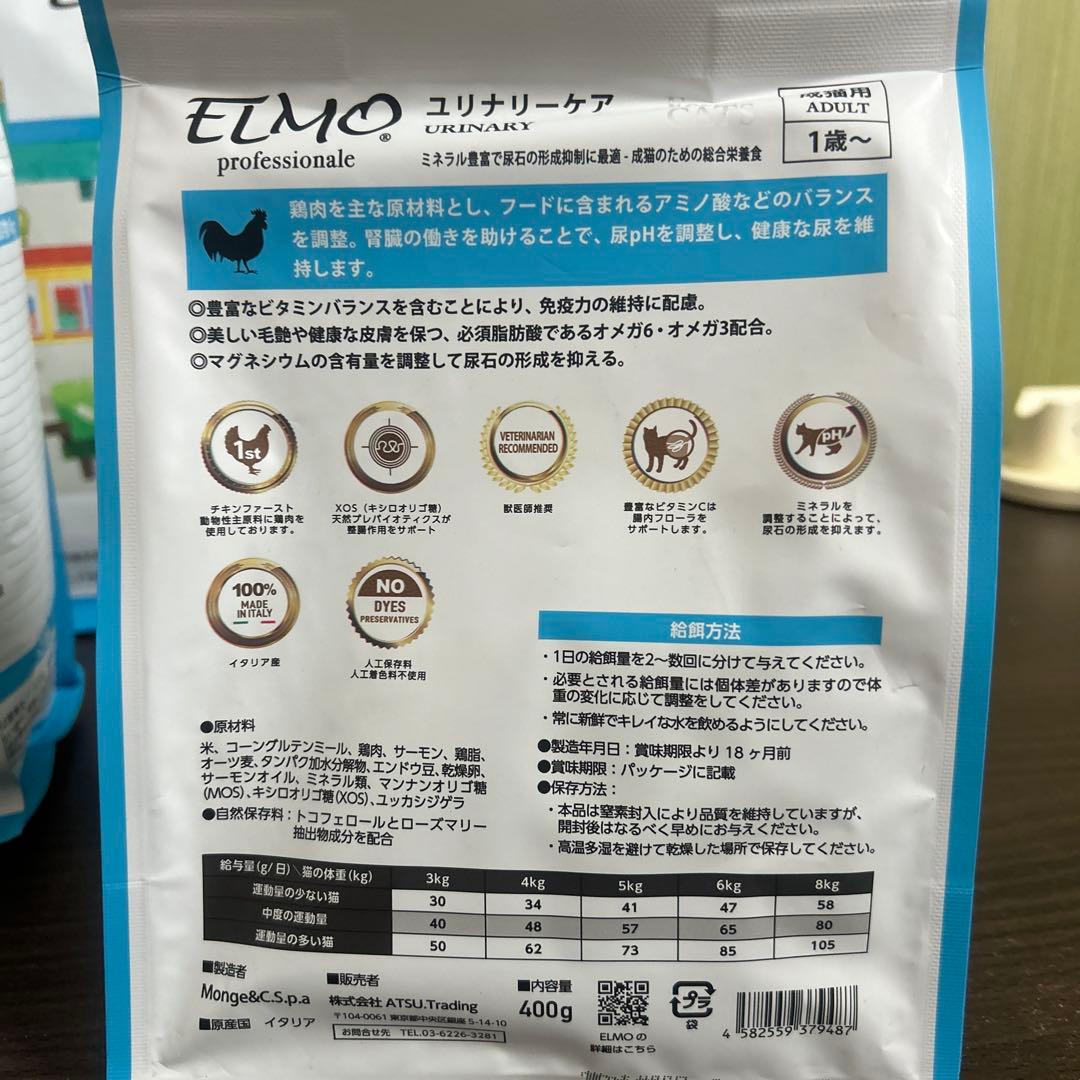 ELMO®
professionale
ユリナリーケア
URINARY
ミネラル豊富で尿石の形成抑制に最適 - 成猫のための総合栄養食
CATS
成猫用
ADULT
1歳～
鶏肉を主な原材料とし、フードに含まれるアミノ酸などのバランス
を調整。腎臓の働きを助けることで、尿pHを調整し、健康な尿を維
持します。
◎豊富なビタミンバランスを含むことにより、免疫力の維持に配慮。
◎美しい毛艶や健康な皮膚を保つ、必須脂肪酸であるオメガ6・オメガ3配合。
◎マグネシウムの含有量を調整して尿石の形成を抑える。
1st
チキンファースト
動物性主原料に鶏肉を
使用しております。
XOS（キシロオリゴ糖）
天然プレバイオティクスが
整腸作用をサポート
VETERINARIAN
RECOMMENDED
獣医師推奨
豊富なビタミンCは
腸内フローラを
サポートします。
pH
ミネラルを
調整することによって、
尿石の形成を抑えます。
100%
MADE
IN ITALY
イタリア産
NO
DYES
PRESERVATIVES
人工保存料
人工着色料不使用
給餌方法
・1日の給餌量を2～数回に分けて与えてください。
・必要とされる給餌量には個体差がありますので体
重の変化に応じて調整をしてください。
・常に新鮮でキレイな水を飲めるようにしてください。
●製造年月日：賞味期限より 18 ヶ月前
●賞味期限：パッケージに記載
●保存方法：
・本品は窒素封入により品質を維持していますが、
開封後はなるべく早めにお与えください。
・高温多湿を避けて乾燥した場所で保存してください。
●原材料
米、コーングルテンミール、鶏肉、サーモン、鶏脂、
オーツ麦、タンパク加水分解物、エンドウ豆、乾燥卵、
サーモンオイル、ミネラル類、マンナンオリゴ糖
(MOS)、キシロオリゴ糖(XOS)、ユッカシジゲラ
●自然保存料：トコフェロールとローズマリー
抽出物成分を配合
給与量(g/日)＼猫の体重(kg) 3kg 4kg 5kg 6kg 8kg
運動量の少ない猫 30 34 41 47 58
中度の運動量 40 48 57 65 80
運動量の多い猫 50 62 73 85 105
■製造者
Monge&C.S.p.a
■原産国 イタリア
■販売者
株式会社 ATSU.Trading
〒104-0061 東京都中央区銀座 5-14-10
お問合せ先 TEL.03-6226-3281
■内容量
400g
ELMO の
詳細はこちら
プラ
袋
4 582559 379487